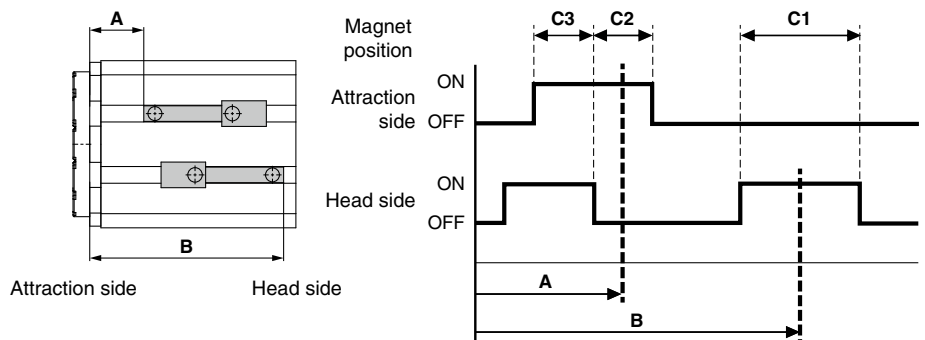 A
B
Attraction side
Head side
Magnet
position
C3
C2
C1
Attraction
side
ON
OFF
Head side
ON
OFF
A
B